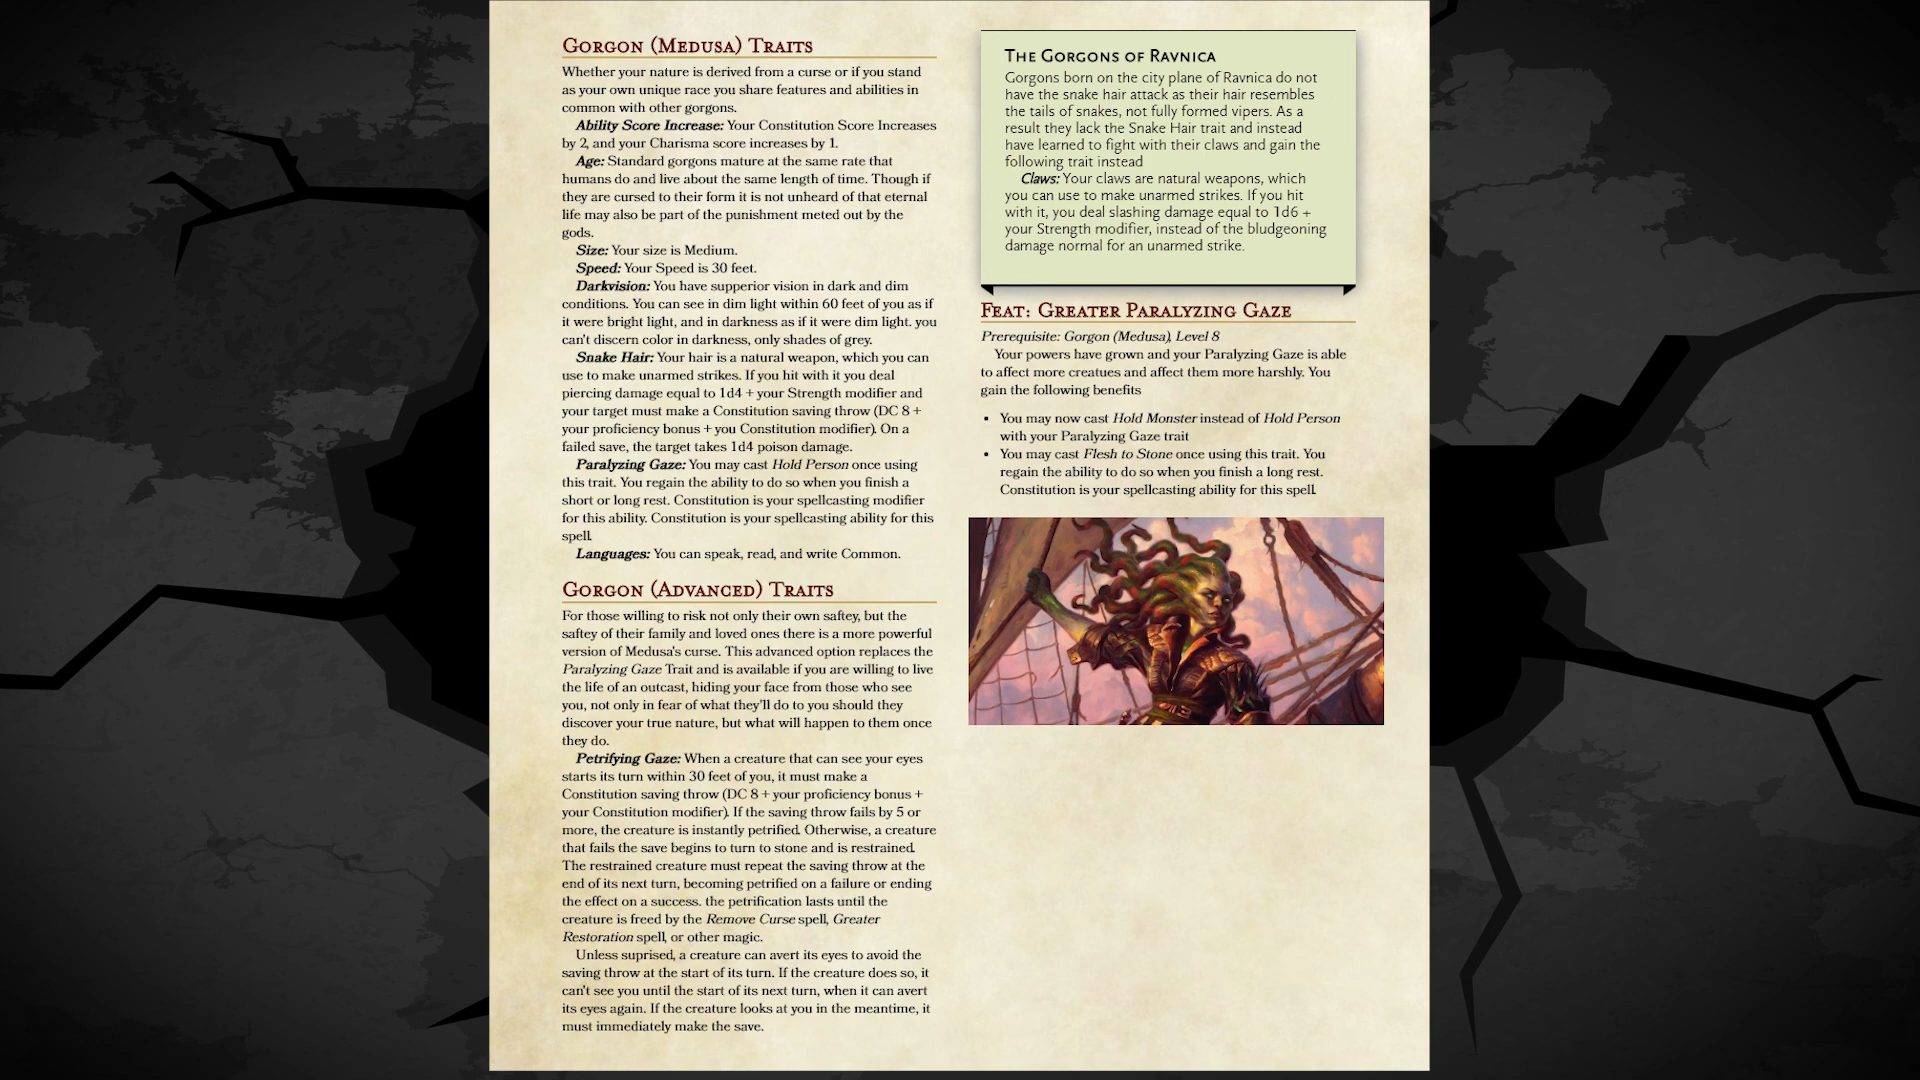 Gorgon (Medusa) Traits
Whether your nature is derived from a curse or if you stand
as your own unique race you share features and abilities in
common with other gorgons.
Ability Score Increase: Your Constitution Score Increases
by 2, and your Charisma score increases by 1.
Age: Standard gorgons mature at the same rate that
humans do and live about the same length of time. Though if
they are cursed to their form it is not unheard of that eternal
life may also be part of the punishment meted out by the
gods.
Size: Your size is Medium.
Speed: Your Speed is 30 feet.
Darkvision: You have supperior vision in dark and dim
conditions. You can see in dim light within 60 feet of you as if
it were bright light, and in darkness as if it were dim light. you
can't discern color in darkness, only shades of grey.
Snake Hair: Your hair is a natural weapon, which you can
use to make unarmed strikes. If you hit with it you deal
piercing damage equal to 1d4 + your Strength modifier and
your target must make a Constitution saving throw (DC 8 +
your proficiency bonus + you Constitution modifier). On a
failed save, the target takes 1d4 poison damage.
Paralyzing Gaze: You may cast Hold Person once using
this trait. You regain the ability to do so when you finish a
short or long rest. Constitution is your spellcasting modifier
for this ability. Constitution is your spellcasting ability for this
spell.
Languages: You can speak, read, and write Common.
Gorgon (Advanced) Traits
For those willing to risk not only their own saftey, but the
saftey of their family and loved ones there is a more powerful
version of Medusa's curse. This advanced option replaces the
Paralyzing Gaze Trait and is available if you are willing to live
the life of an outcast, hiding your face from those who see
you, not only in fear of what they'll do to you should they
discover your true nature, but what will happen to them once
they do.
Petrifying Gaze: When a creature that can see your eyes
starts its turn within 30 feet of you, it must make a
Constitution saving throw (DC 8 + your proficiency bonus +
your Constitution modifier). If the saving throw fails by 5 or
more, the creature is instantly petrified. Otherwise, a creature
that fails the save begins to turn to stone and is restrained.
The restrained creature must repeat the saving throw at the
end of its next turn, becoming petrified on a failure or ending
the effect on a success. the petrification lasts until the
creature is freed by the Remove Curse spell, Greater
Restoration spell, or other magic.
Unless suprised, a creature can avert its eyes to avoid the
saving throw at the start of its turn. If the creature does so, it
can't see you until the start of its next turn, when it can avert
its eyes again. If the creature looks at you in the meantime, it
must immediately make the save.
The Gorgons of Ravnica
Gorgons born on the city plane of Ravnica do not
have the snake hair attack as their hair resembles
the tails of snakes, not fully formed vipers. As a
result they lack the Snake Hair trait and instead
have learned to fight with their claws and gain the
following trait instead
Claws: Your claws are natural weapons, which
you can use to make unarmed strikes. If you hit
with it, you deal slashing damage equal to 1d6 +
your Strength modifier, instead of the bludgeoning
damage normal for an unarmed strike.
Feat: Greater Paralyzing Gaze
Prerequisite: Gorgon (Medusa), Level 8
Your powers have grown and your Paralyzing Gaze is able
to affect more creatues and affect them more harshly. You
gain the following benefits
• You may now cast Hold Monster instead of Hold Person
with your Paralyzing Gaze trait
• You may cast Flesh to Stone once using this trait. You
regain the ability to do so when you finish a long rest.
Constitution is your spellcasting ability for this spell.